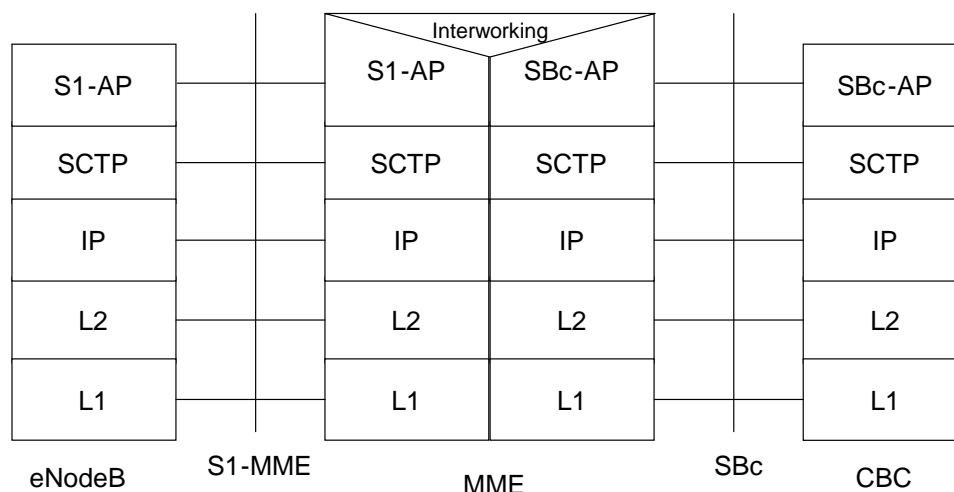 Interworking
S1-AP
S1-AP
SBc-AP
SBc-AP
SCTP
SCTP
SCTP
SCTP
IP
IP
IP
IP
L2
L2
L2
L2
L1
L1
L1
L1
eNodeB
S1-MME
MME
SBc
CBC